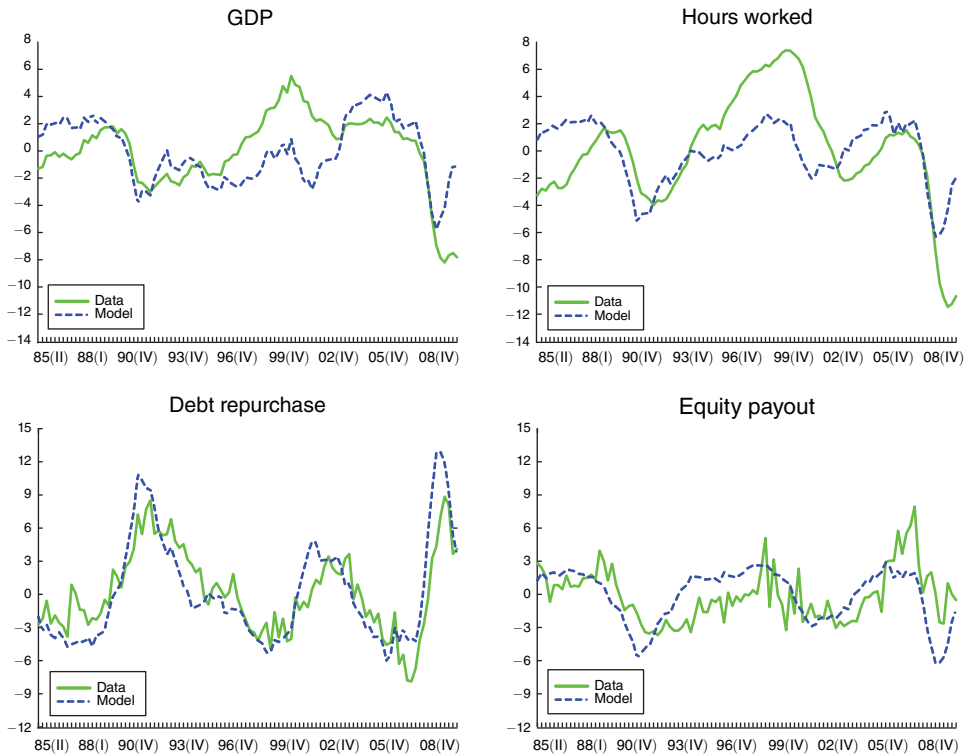 GDP
8
6
4
2
0
−2
−4
−6
−8
−10
−12
−14
Data
Model
85(II) 88(I) 90(IV) 93(IV) 96(IV) 99(IV) 02(IV) 05(IV) 08(IV)
Hours worked
8
6
4
2
0
−2
−4
−6
−8
−10
−12
−14
Data
Model
85(II) 88(I) 90(IV) 93(IV) 96(IV) 99(IV) 02(IV) 05(IV) 08(IV)
Debt repurchase
15
12
9
6
3
0
−3
−6
−9
−12
Data
Model
85(II) 88(I) 90(IV) 93(IV) 96(IV) 99(IV) 02(IV) 05(IV) 08(IV)
Equity payout
15
12
9
6
3
0
−3
−6
−9
−12
Data
Model
85(II) 88(I) 90(IV) 93(IV) 96(IV) 99(IV) 02(IV) 05(IV) 08(IV)